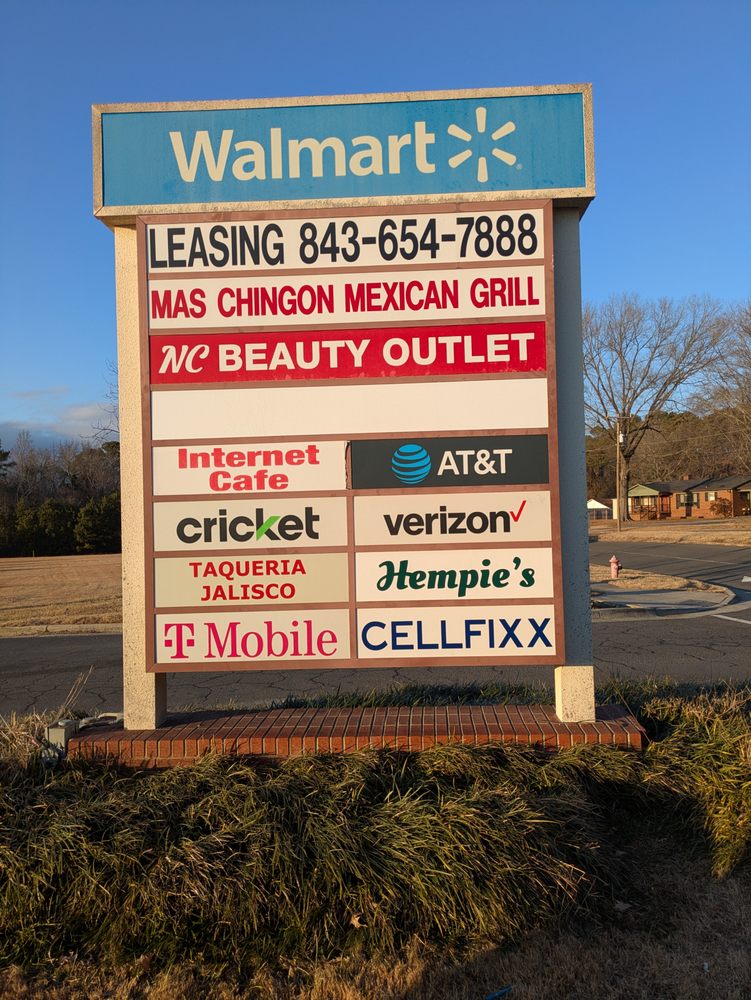 Walmart
LEASING 843-654-7888
MAS CHINGON MEXICAN GRILL
NC BEAUTY OUTLET
Internet
Cafe
AT&T
cricket
verizon
TAQUERIA
JALISCO
Hempie's
T Mobile
CELLFIXX